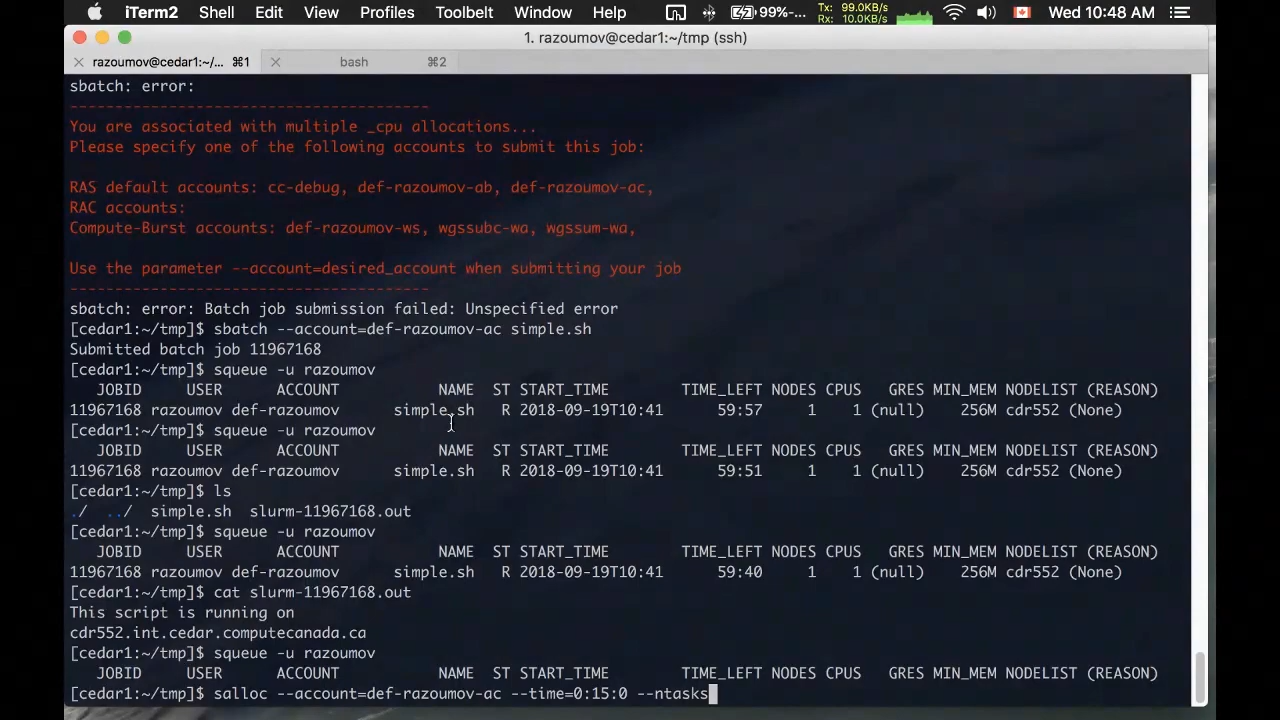 iTerm2 Shell Edit View Profiles Toolbelt Window Help 99%-... Tx: 99.0KB/s Rx: 10.0KB/s Wed 10:48 AM
1. razoumov@cedar1:~/tmp (ssh)
razoumov@cedar1:~/... ⌘1 bash ⌘2
sbatch: error:
----------------------------------------
You are associated with multiple _cpu allocations...
Please specify one of the following accounts to submit this job:
RAS default accounts: cc-debug, def-razoumov-ab, def-razoumov-ac,
RAC accounts:
Compute-Burst accounts: def-razoumov-ws, wgssubc-wa, wgssum-wa,
Use the parameter --account=desired_account when submitting your job
----------------------------------------
sbatch: error: Batch job submission failed: Unspecified error
[cedar1:~/tmp]$ sbatch --account=def-razoumov-ac simple.sh
Submitted batch job 11967168
[cedar1:~/tmp]$ squeue -u razoumov
JOBID USER ACCOUNT NAME ST START_TIME TIME_LEFT NODES CPUS GRES MIN_MEM NODELIST (REASON)
11967168 razoumov def-razoumov simple.sh R 2018-09-19T10:41 59:57 1 1 (null) 256M cdr552 (None)
[cedar1:~/tmp]$ squeue -u razoumov
JOBID USER ACCOUNT NAME ST START_TIME TIME_LEFT NODES CPUS GRES MIN_MEM NODELIST (REASON)
11967168 razoumov def-razoumov simple.sh R 2018-09-19T10:41 59:51 1 1 (null) 256M cdr552 (None)
[cedar1:~/tmp]$ ls
./ ../ simple.sh slurm-11967168.out
[cedar1:~/tmp]$ squeue -u razoumov
JOBID USER ACCOUNT NAME ST START_TIME TIME_LEFT NODES CPUS GRES MIN_MEM NODELIST (REASON)
11967168 razoumov def-razoumov simple.sh R 2018-09-19T10:41 59:40 1 1 (null) 256M cdr552 (None)
[cedar1:~/tmp]$ cat slurm-11967168.out
This script is running on
cdr552.int.cedar.computecanada.ca
[cedar1:~/tmp]$ squeue -u razoumov
JOBID USER ACCOUNT NAME ST START_TIME TIME_LEFT NODES CPUS GRES MIN_MEM NODELIST (REASON)
[cedar1:~/tmp]$ salloc --account=def-razoumov-ac --time=0:15:0 --ntasks